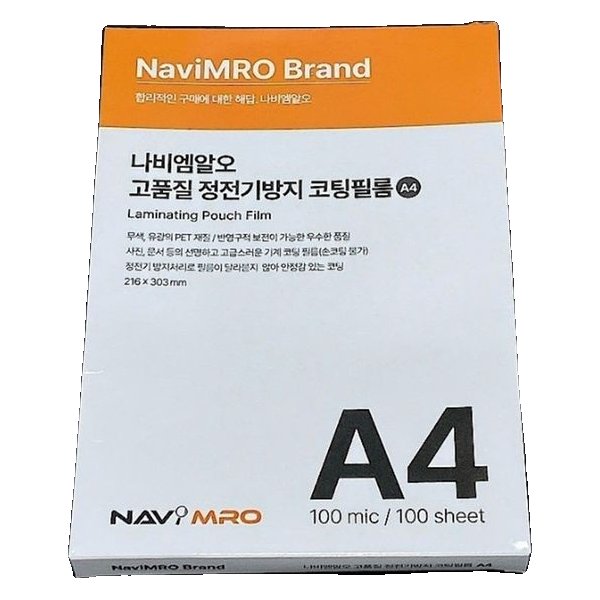 NaviMRO Brand
합리적인 구매에 대한 해답, 나비엠알오
나비엠알오
고품질 정전기방지 코팅필름 A4
Laminating Pouch Film
무색, 유광의 PET 재질 / 반영구적 보전이 가능한 우수한 품질
사진, 문서 등의 선명하고 고급스러운 기계 코팅 필름(손코팅 불가)
정전기 방지처리로 필름이 달라붙지 않아 안정감 있는 코팅
216 x 303mm
A4
100 mic / 100 sheet
NAVI MRO
NaviMRO Brand 나비엠알오 고품질 정전기방지 코팅필름 A4